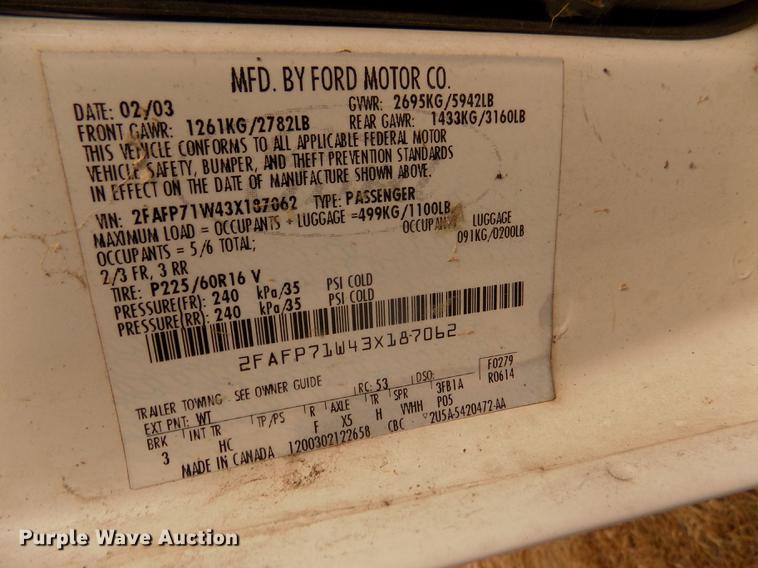 MFD. BY FORD MOTOR CO.
DATE: 02/03 GVWR: 2695KG/5942LB
FRONT GAWR: 1261KG/2782LB REAR GAWR: 1433KG/3160LB
THIS VEHICLE CONFORMS TO ALL APPLICABLE FEDERAL MOTOR
VEHICLE SAFETY, BUMPER, AND THEFT PREVENTION STANDARDS
IN EFFECT ON THE DATE OF MANUFACTURE SHOWN ABOVE.
VIN: 2FAFP71W43X187062 TYPE: PASSENGER
MAXIMUM LOAD = OCCUPANTS + LUGGAGE =499KG/1100LB
OCCUPANTS = 5/6 TOTAL; LUGGAGE
2/3 FR, 3 RR 091KG/0200LB
TIRE: P225/60R16 V
PRESSURE(FR): 240 kPa/35 PSI COLD
PRESSURE(RR): 240 kPa/35 PSI COLD
2FAFP71W43X187062
TRAILER TOWING SEE OWNER GUIDE F0279
EXT PNT: WT RC: 53 DSO: R0614
BRK INT TR TP/PS R AXLE TR SPR 3FB1A
3 HC F X5 H VVHH P05
MADE IN CANADA 1200302122658 CBC 2U5A-5420472-AA
Purple Wave Auction